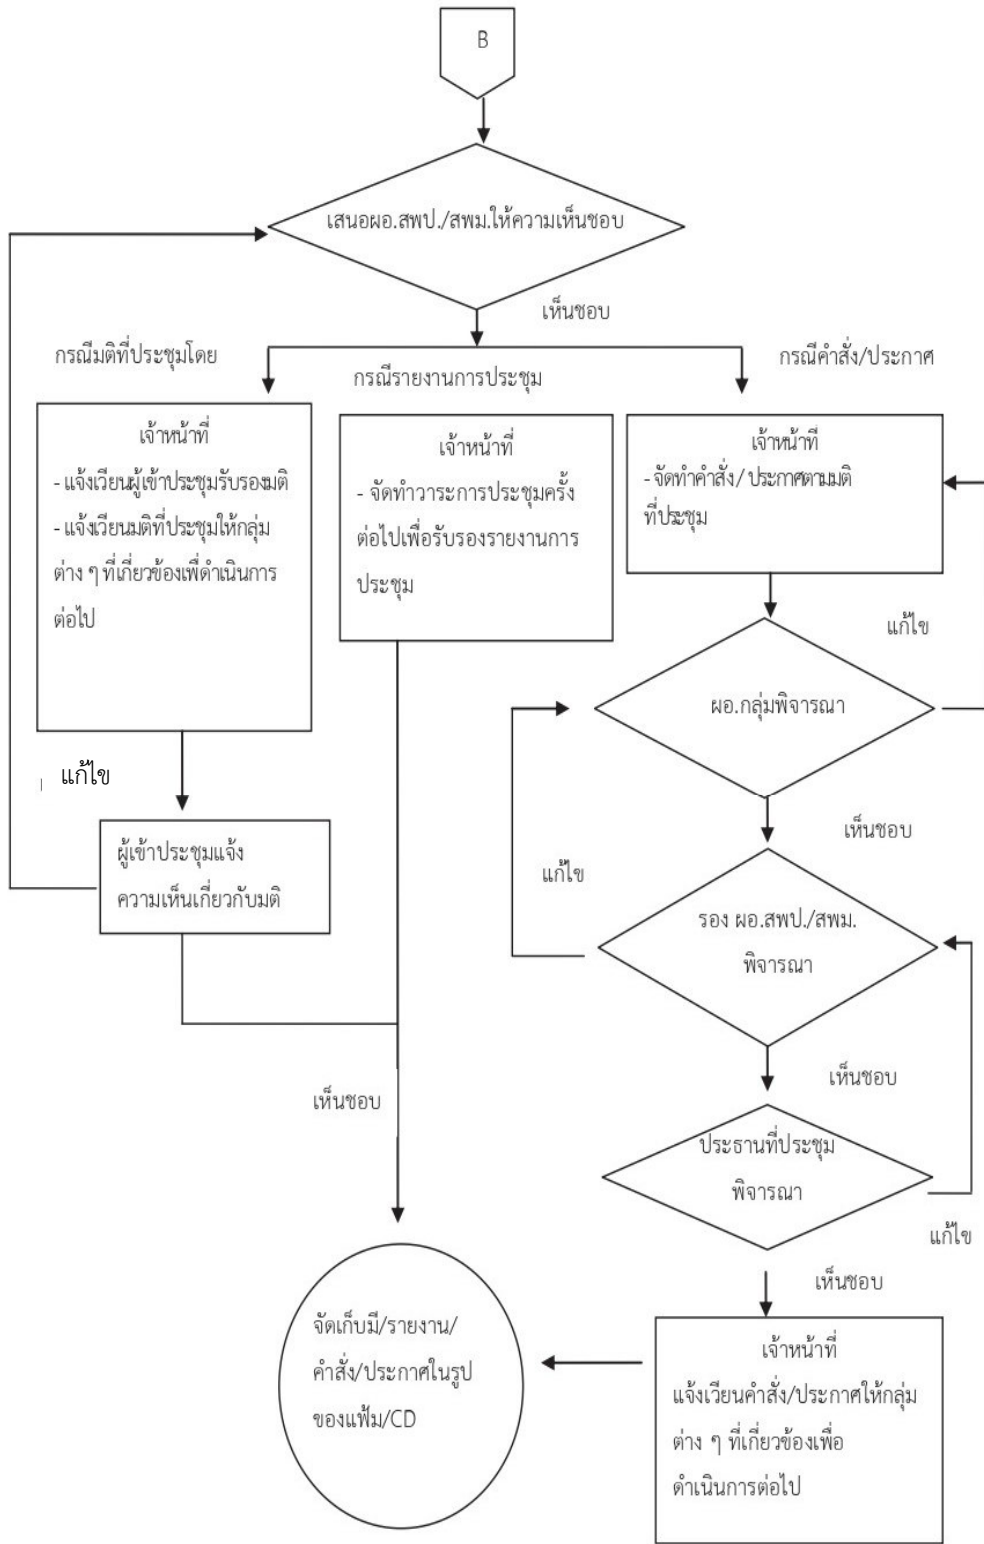 B
เสนอผอ.สพป./สพม.ให้ความเห็นชอบ
เห็นชอบ
กรณีมติที่ประชุมโดย
กรณีรายงานการประชุม
กรณีคำสั่ง/ประกาศ
เจ้าหน้าที่
- แจ้งเวียนผู้เข้าประชุมรับรองมติ
- แจ้งเวียนมติที่ประชุมให้กลุ่ม
ต่าง ๆ ที่เกี่ยวข้องเพื่อดำเนินการ
ต่อไป
เจ้าหน้าที่
- จัดทำวาระการประชุมครั้ง
ต่อไปเพื่อรับรองรายงานการ
ประชุม
เจ้าหน้าที
- จัดทำคำสั่ง/ ประกาศตามมติ
ที่ประชุม
แก้ไข
ผอ.กลุ่มพิจารณา
แก้ไข
เห็นชอบ
ผู้เข้าประชุมแจ้ง
ความเห็นเกี่ยวกับมติ
แก้ไข
รอง ผอ.สพป./สพม.
พิจารณา
เห็นชอบ
เห็นชอบ
ประธานที่ประชุม
พิจารณา
แก้ไข
เห็นชอบ
จัดเก็บมี/รายงาน/
คำสั่ง/ประกาศในรูป
ของแฟ้ม/CD
เจ้าหน้าที่
แจ้งเวียนคำสั่ง/ประกาศให้กลุ่ม
ต่าง ๆ ที่เกี่ยวข้องเพื่อ
ดำเนินการต่อไป